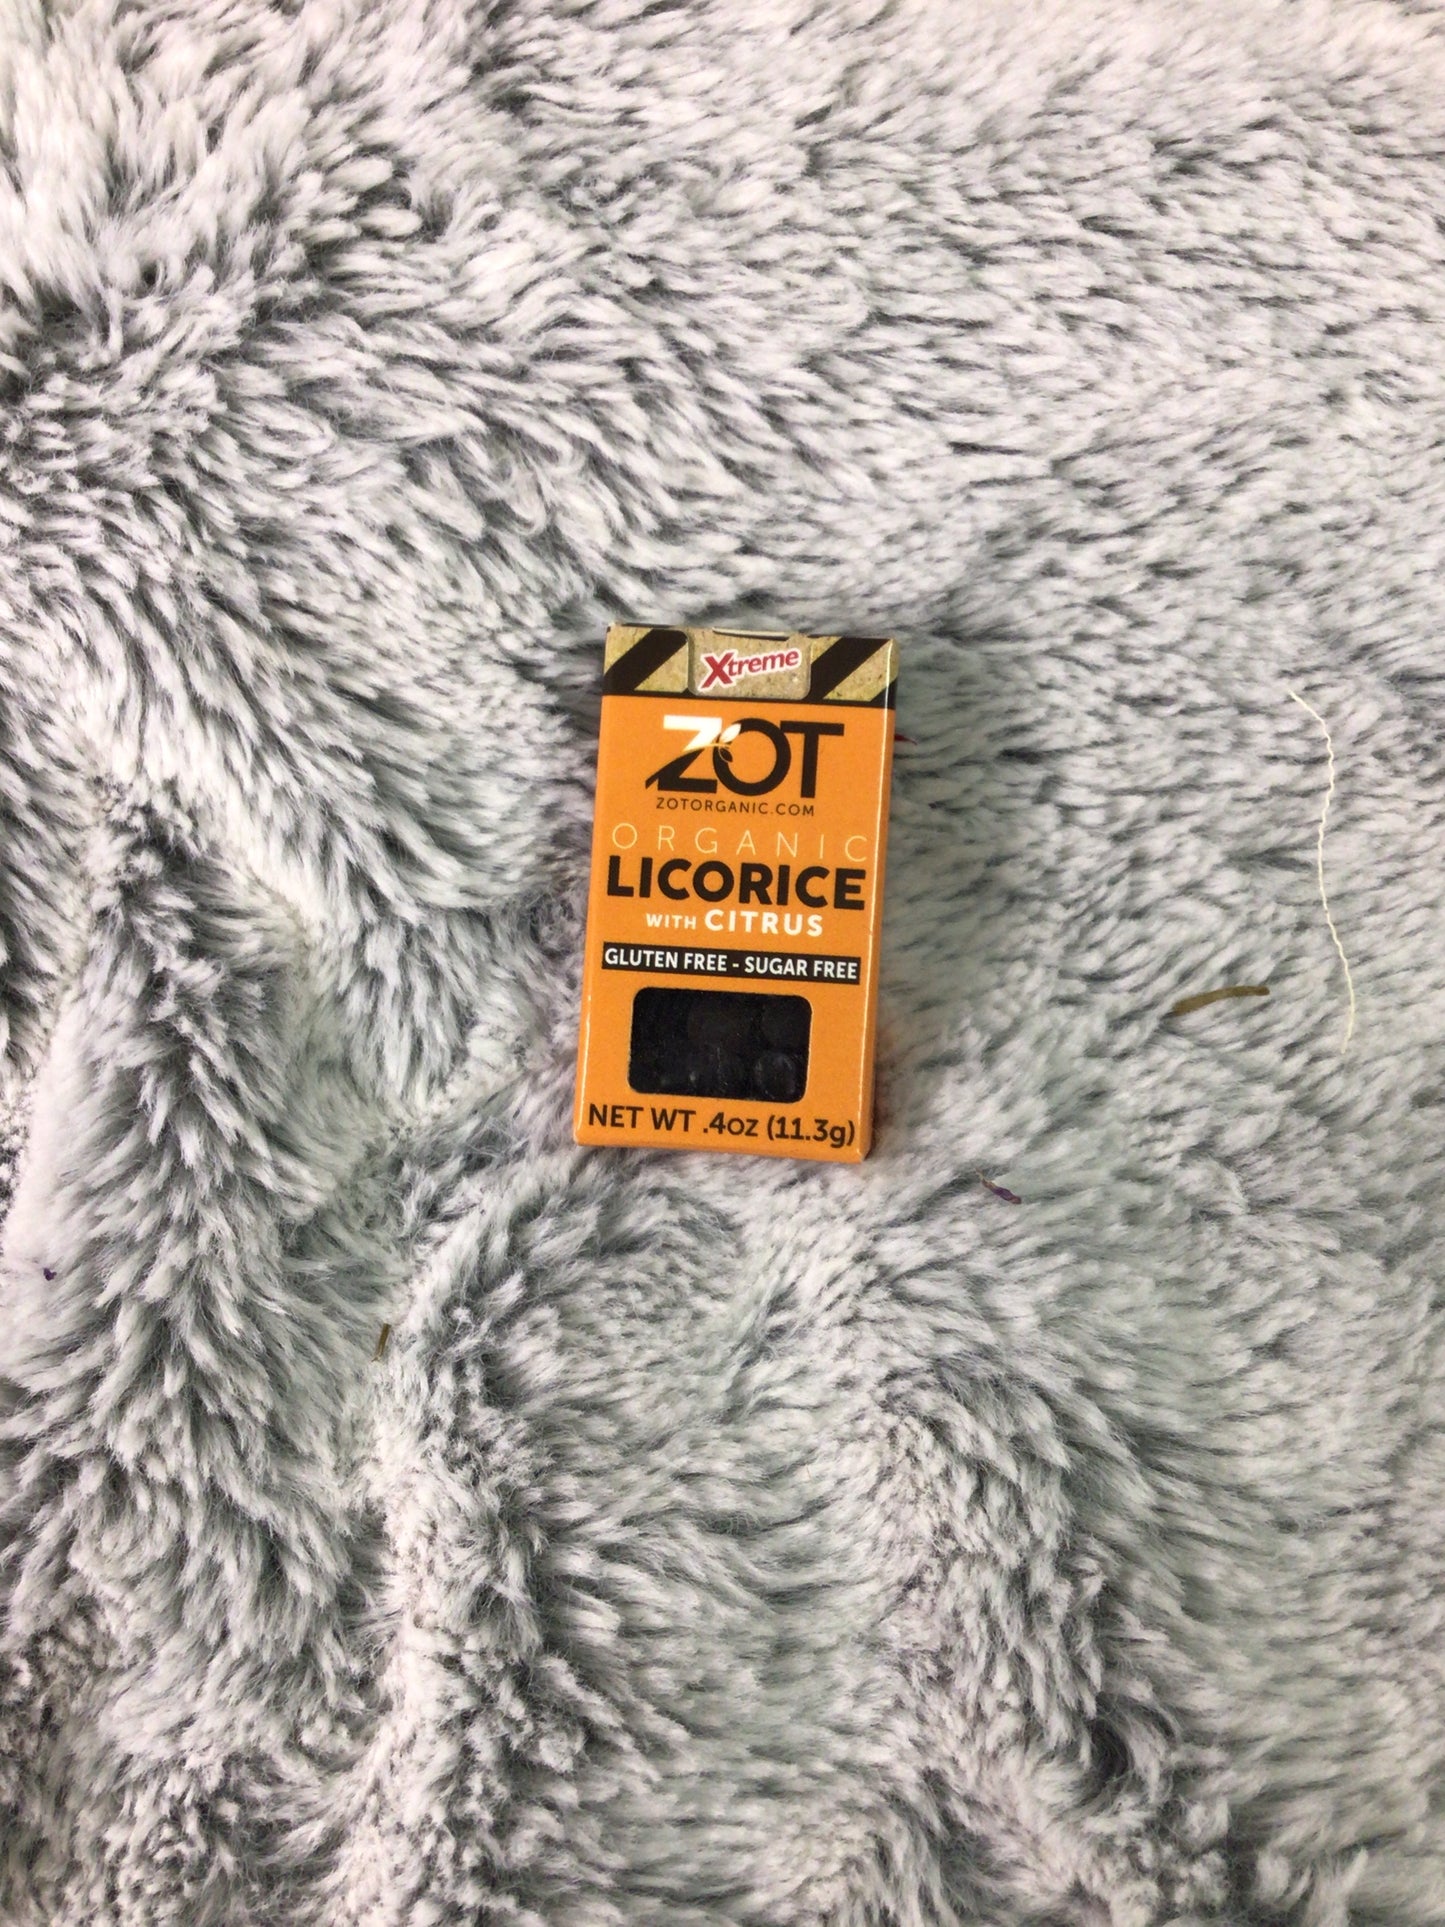 Xtreme
ZOT
ZOTORGANIC.COM
ORGANIC
LICORICE
WITH CITRUS
GLUTEN FREE - SUGAR FREE
NET WT .4oz (11.3g)